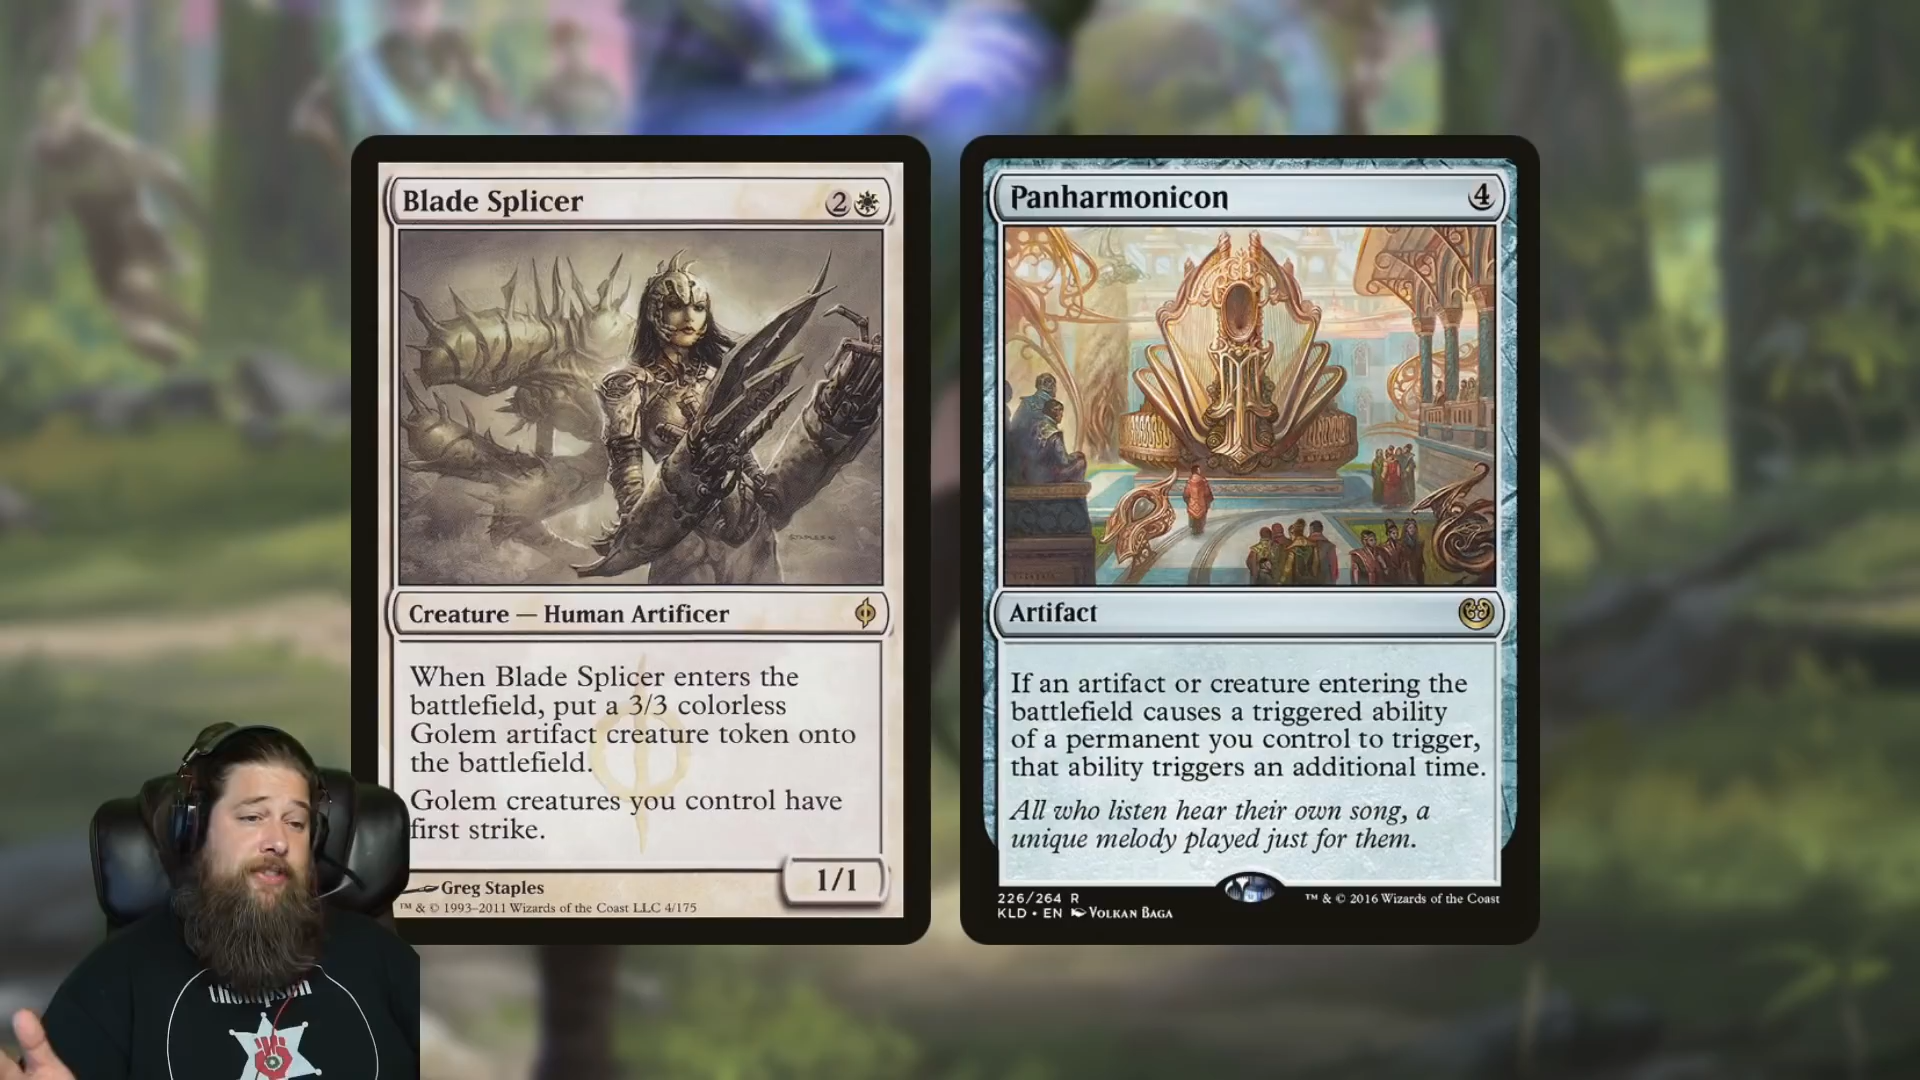 Blade Splicer
2
Creature — Human Artificer
When Blade Splicer enters the
battlefield, put a 3/3 colorless
Golem artifact creature token onto
the battlefield.
Golem creatures you control have
first strike.
1/1
Greg Staples
™ & © 1993–2011 Wizards of the Coast LLC 4/175
Panharmonicon
4
Artifact
If an artifact or creature entering the
battlefield causes a triggered ability
of a permanent you control to trigger,
that ability triggers an additional time.
All who listen hear their own song, a
unique melody played just for them.
226/264 R
KLD • EN Volkan Baga
™ & © 2016 Wizards of the Coast
Thompson